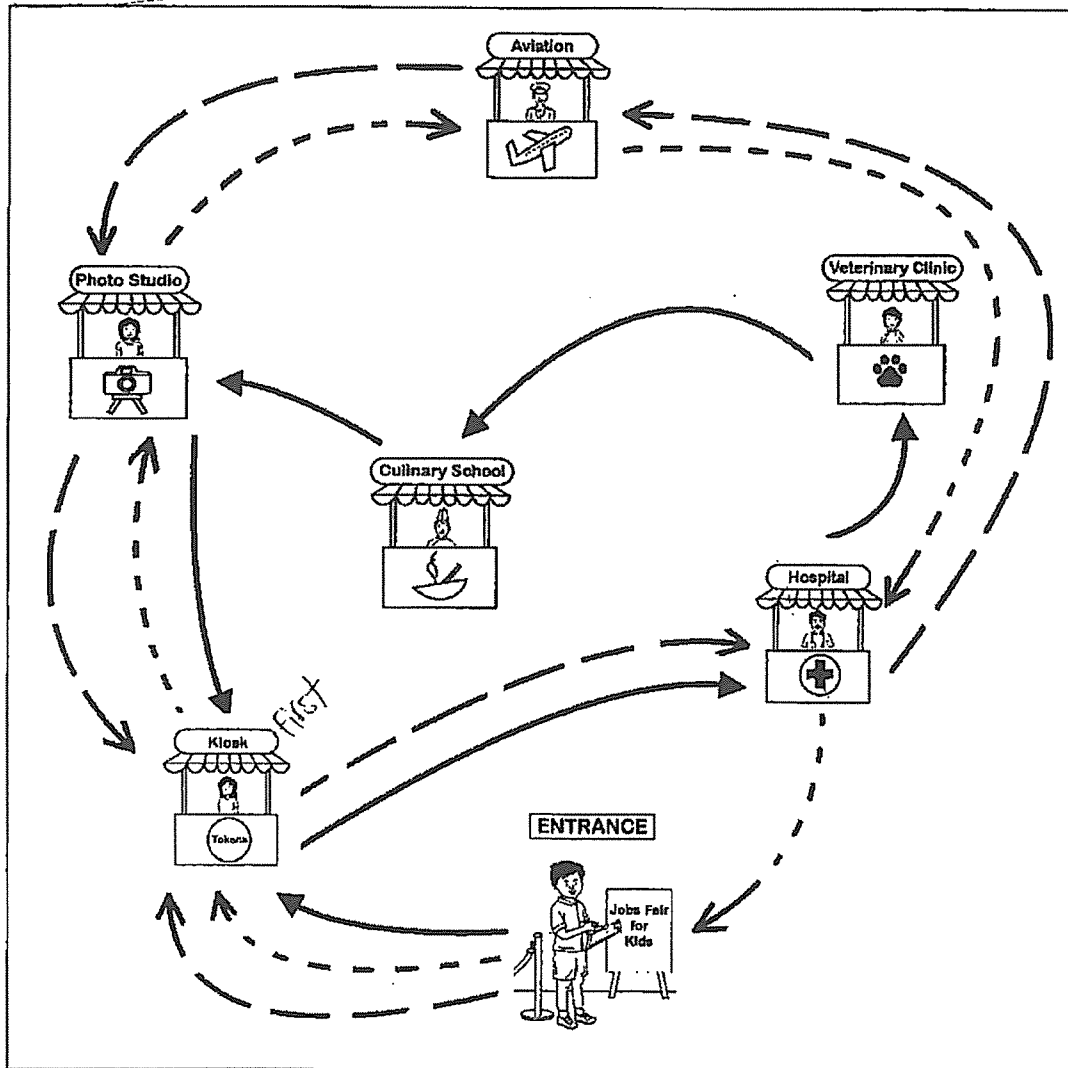 Aviation
Photo Studio
Veterinary Clinic
Culinary School
Hospital
First
Kiosk
Tokens
ENTRANCE
Jobs Fair
for
Kids